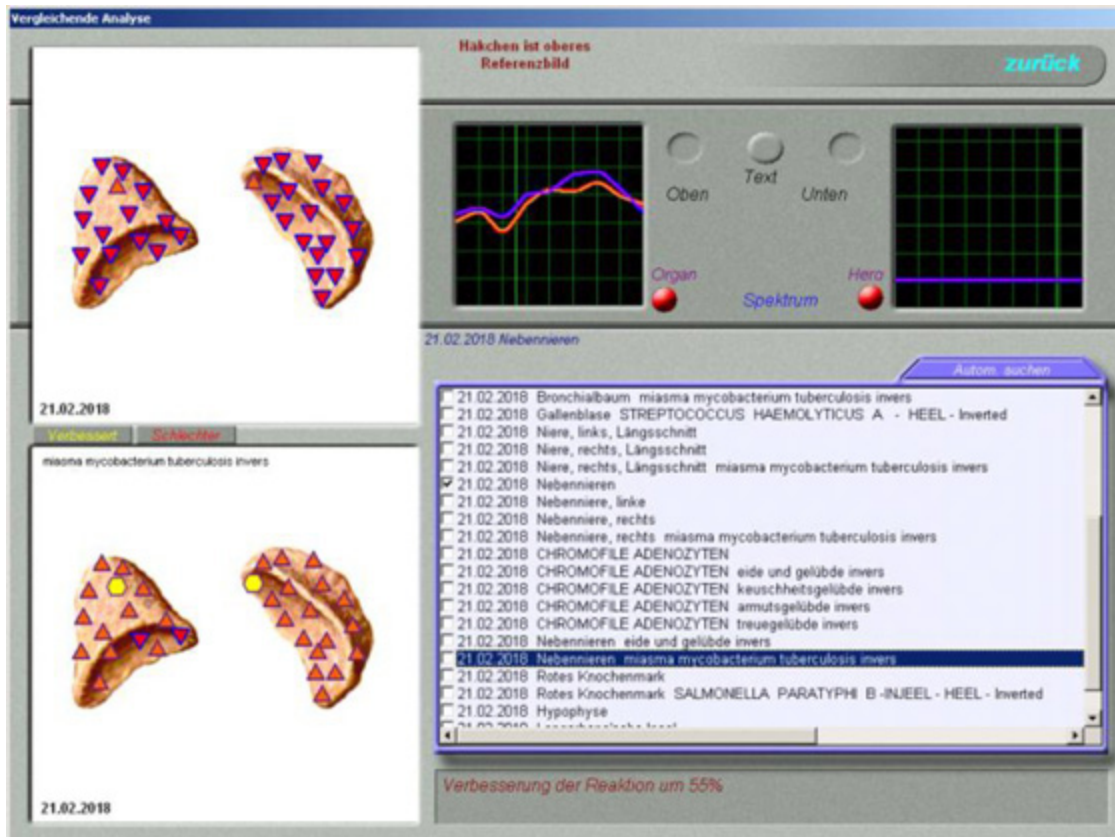 Vergleichende Analyse
Häkchen ist oberes
Referenzbild
zurück
Oben
Text
Unten
Organ
Spektrum
Hero
21.02.2018
Verbessert
Schlechter
21.02.2018 Nebennieren
Autom. suchen
21.02.2018 Bronchialbaum miasma mycobacterium tuberculosis invers
21.02.2018 Gallenblase STREPTOCOCCUS HAEMOLYTICUS A - HEEL - Inverted
21.02.2018 Niere, links, Längsschnitt
21.02.2018 Niere, rechts, Längsschnitt
21.02.2018 Niere, rechts, Längsschnitt miasma mycobacterium tuberculosis invers
21.02.2018 Nebennieren
21.02.2018 Nebenniere, linke
21.02.2018 Nebenniere, rechts
21.02.2018 Nebenniere, rechts miasma mycobacterium tuberculosis invers
21.02.2018 CHROMOFILE ADENOZYTEN
21.02.2018 CHROMOFILE ADENOZYTEN eide und gelübde invers
21.02.2018 CHROMOFILE ADENOZYTEN keuschheitsgelübde invers
21.02.2018 CHROMOFILE ADENOZYTEN armutsgelübde invers
21.02.2018 CHROMOFILE ADENOZYTEN treuegelübde invers
21.02.2018 Nebennieren eide und gelübde invers
21.02.2018 Nebennieren miasma mycobacterium tuberculosis invers
21.02.2018 Rotes Knochenmark
21.02.2018 Rotes Knochenmark SALMONELLA PARATYPHI B -INJEEL - HEEL - Inverted
21.02.2018 Hypophyse
miasma mycobacterium tuberculosis invers
21.02.2018
Verbesserung der Reaktion um 55%